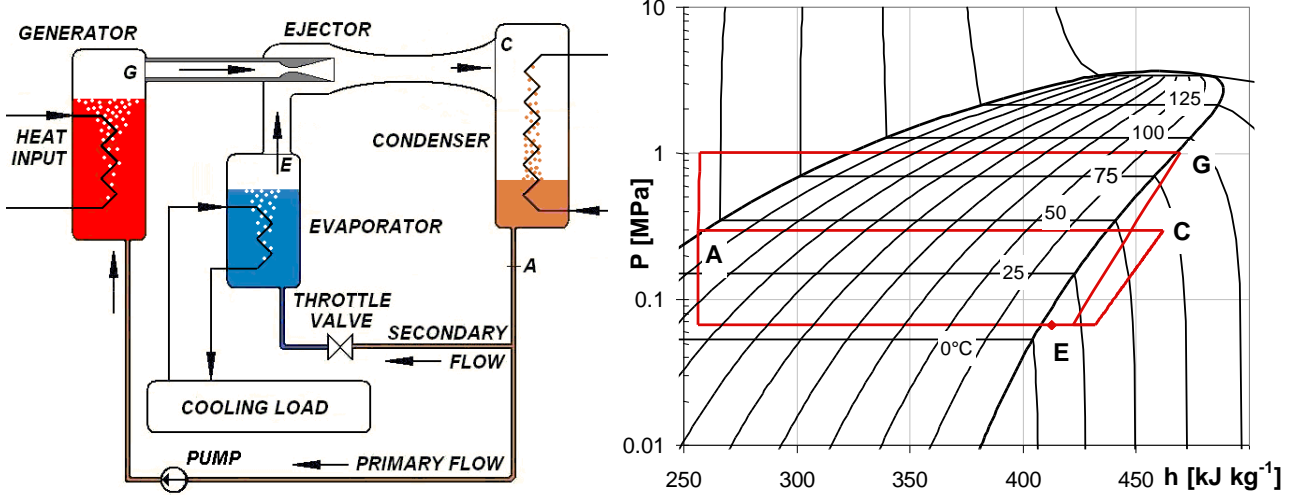 GENERATOR
EJECTOR
G
C
HEAT
INPUT
E
CONDENSER
EVAPORATOR
A
THROTTLE
VALVE
SECONDARY
FLOW
COOLING LOAD
PUMP
PRIMARY FLOW
10
1
0.1
0.01
P [MPa]
125
100
75
50
25
0°C
G
A
C
E
250
300
350
400
450
h [kJ kg⁻¹]